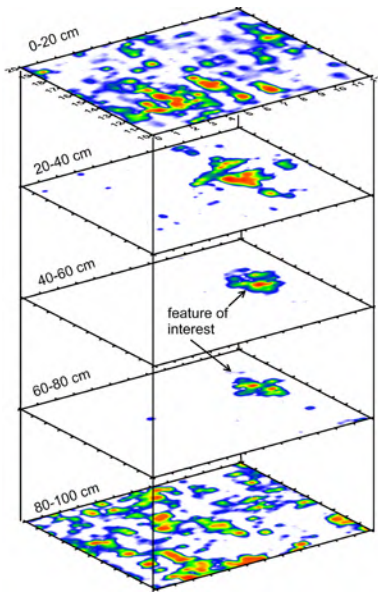 0-20 cm
20-40 cm
40-60 cm
feature of
interest
60-80 cm
80-100 cm